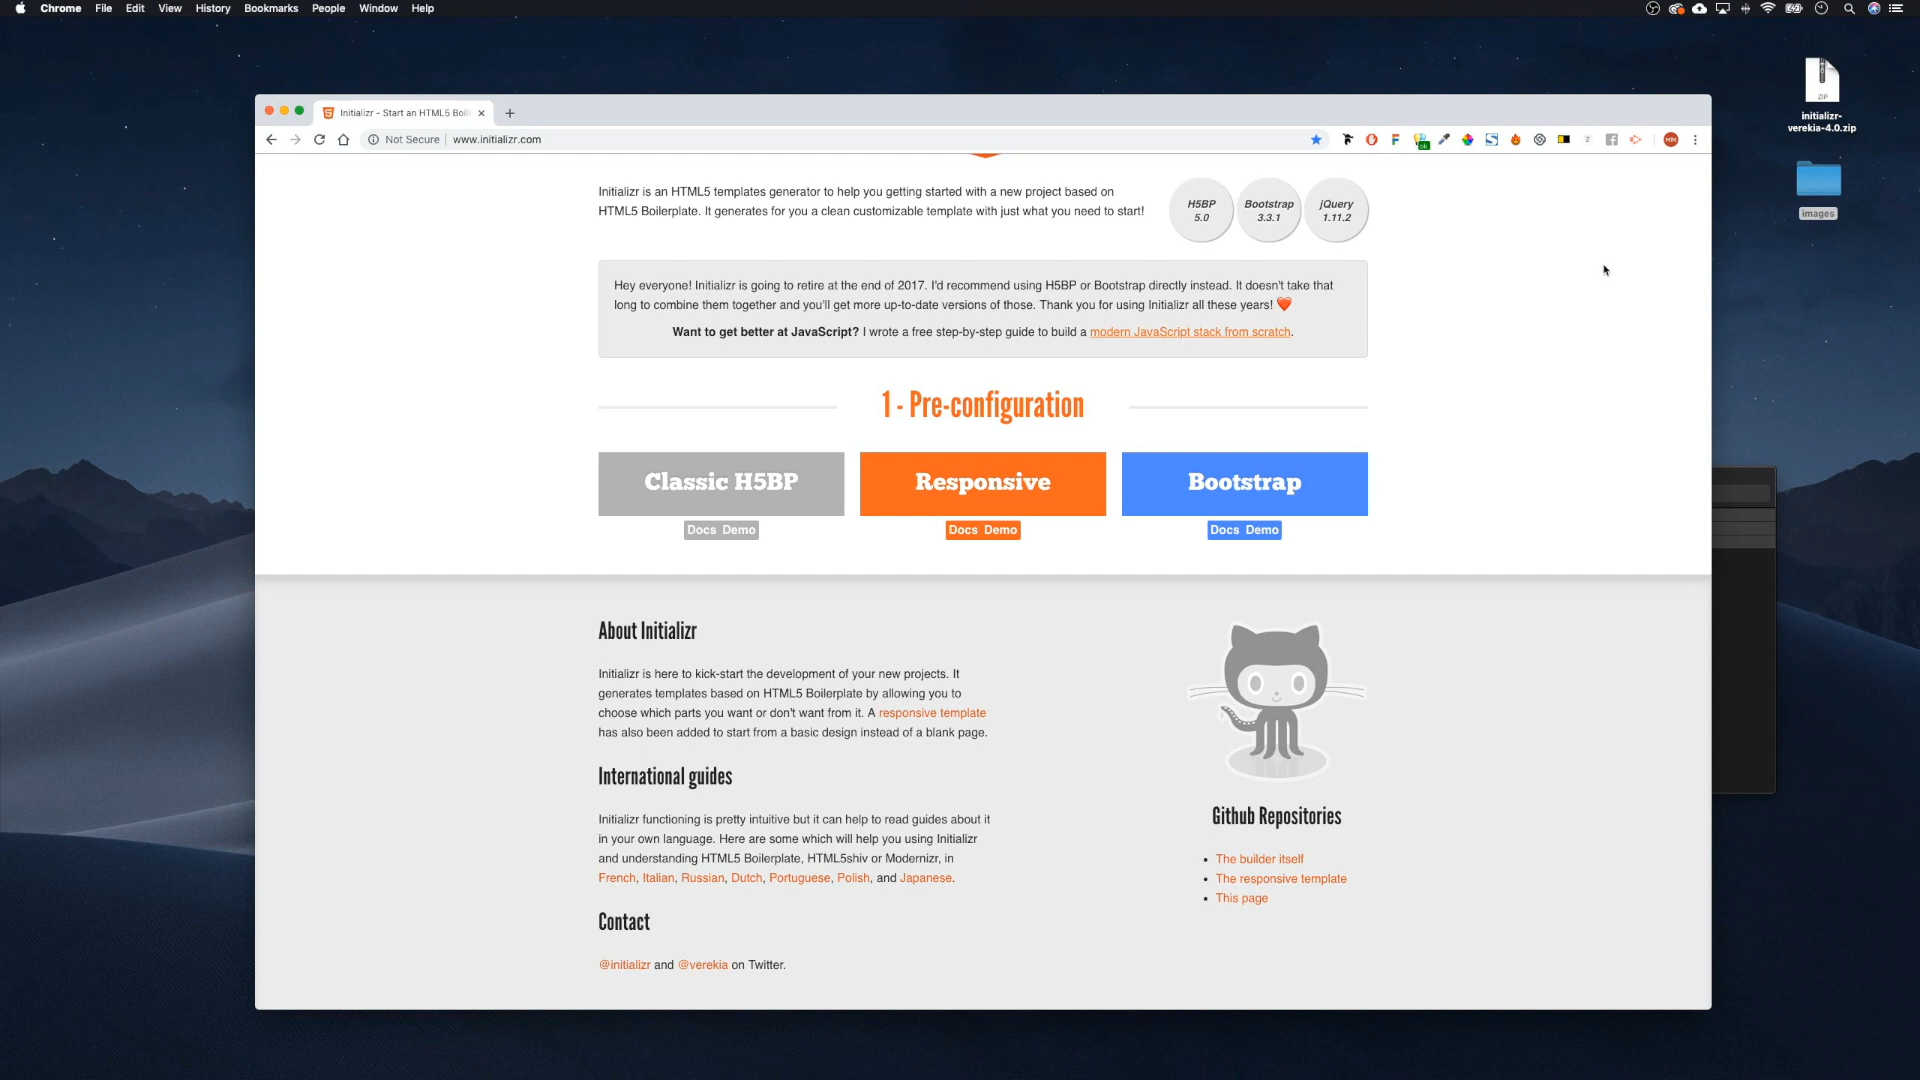 Chrome File Edit View History Bookmarks People Window Help
ZIP
initializr-
verekia-4.0.zip
images
Initializr - Start an HTML5 Boil
Not Secure | www.initializr.com
Initializr is an HTML5 templates generator to help you getting started with a new project based on
HTML5 Boilerplate. It generates for you a clean customizable template with just what you need to start!
H5BP
5.0
Bootstrap
3.3.1
jQuery
1.11.2
Hey everyone! Initializr is going to retire at the end of 2017. I'd recommend using H5BP or Bootstrap directly instead. It doesn't take that
long to combine them together and you'll get more up-to-date versions of those. Thank you for using Initializr all these years! ❤️
Want to get better at JavaScript? I wrote a free step-by-step guide to build a modern JavaScript stack from scratch.
1 - Pre-configuration
Classic H5BP
Docs Demo
Responsive
Docs Demo
Bootstrap
Docs Demo
About Initializr
Initializr is here to kick-start the development of your new projects. It
generates templates based on HTML5 Boilerplate by allowing you to
choose which parts you want or don't want from it. A responsive template
has also been added to start from a basic design instead of a blank page.
International guides
Initializr functioning is pretty intuitive but it can help to read guides about it
in your own language. Here are some which will help you using Initializr
and understanding HTML5 Boilerplate, HTML5shiv or Modernizr, in
French, Italian, Russian, Dutch, Portuguese, Polish, and Japanese.
Contact
@initializr and @verekia on Twitter.
Github Repositories
• The builder itself
• The responsive template
• This page